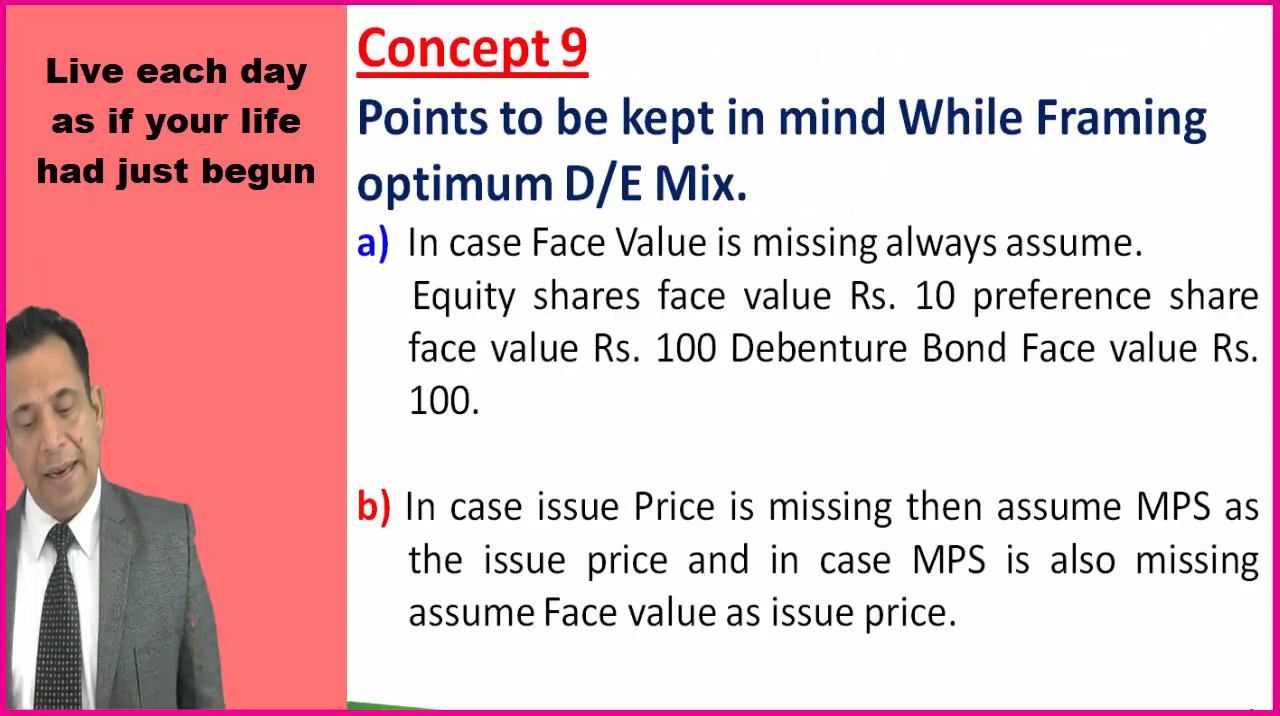 Live each day
as if your life
had just begun
Concept 9
Points to be kept in mind While Framing
optimum D/E Mix.
a) In case Face Value is missing always assume.
Equity shares face value Rs. 10 preference share
face value Rs. 100 Debenture Bond Face value Rs.
100.
b) In case issue Price is missing then assume MPS as
the issue price and in case MPS is also missing
assume Face value as issue price.